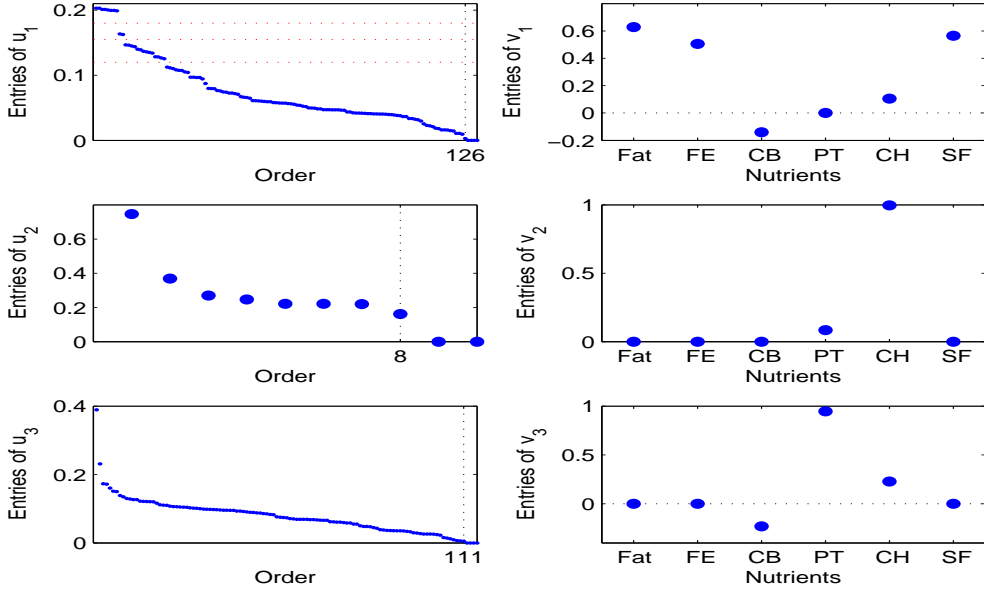 Entries of u1
0.2
0.1
0
126
Order
Entries of v1
0.6
0.4
0.2
0
−0.2
Fat FE CB PT CH SF
Nutrients
Entries of u2
0.6
0.4
0.2
0
8
Order
Entries of v2
1
0.5
0
Fat FE CB PT CH SF
Nutrients
Entries of u3
0.4
0.2
0
111
Order
Entries of v3
1
0.5
0
Fat FE CB PT CH SF
Nutrients